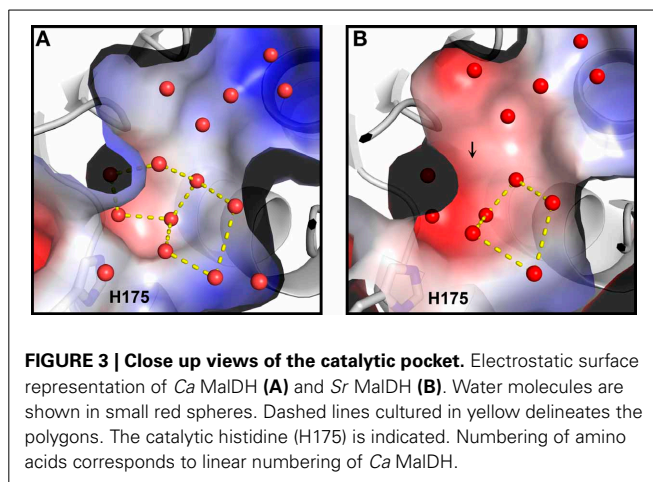 A
B
H175
H175
FIGURE 3 | Close up views of the catalytic pocket. Electrostatic surface
representation of Ca MalDH (A) and Sr MalDH (B). Water molecules are
shown in small red spheres. Dashed lines cultured in yellow delineates the
polygons. The catalytic histidine (H175) is indicated. Numbering of amino
acids corresponds to linear numbering of Ca MalDH.